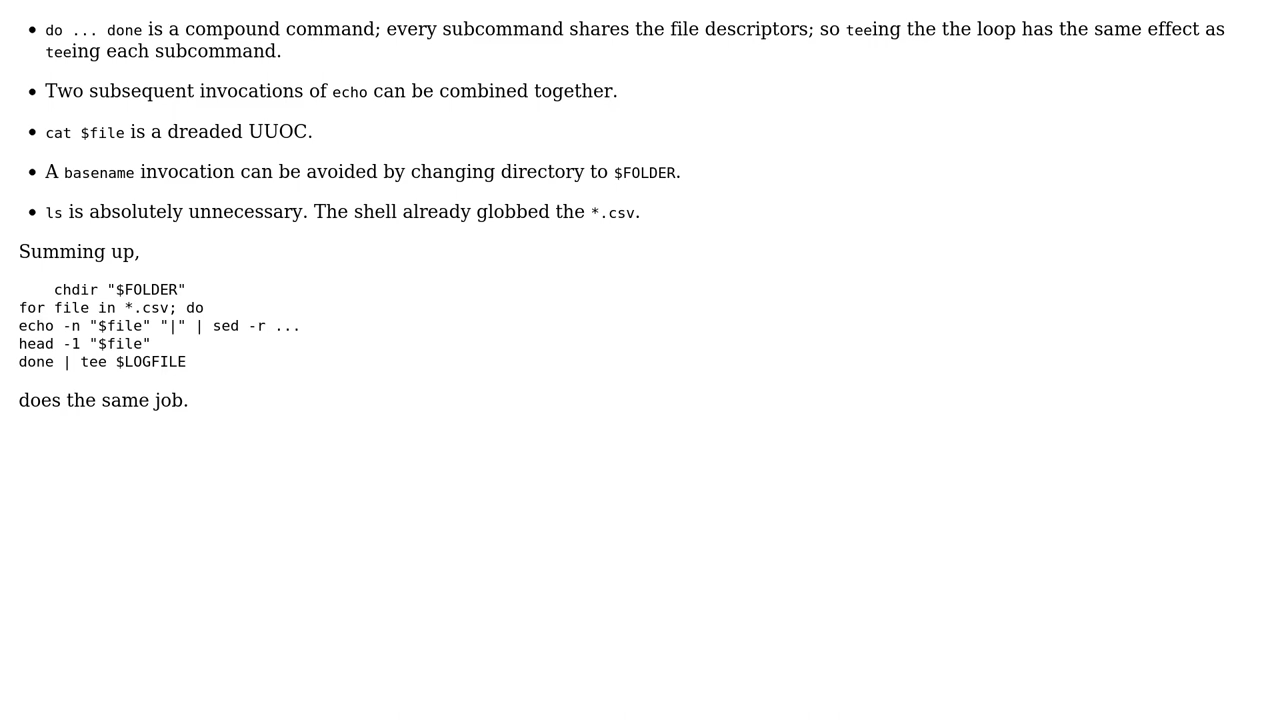 • do ... done is a compound command; every subcommand shares the file descriptors; so teeing the the loop has the same effect as
teeing each subcommand.
• Two subsequent invocations of echo can be combined together.
• cat $file is a dreaded UUOC.
• A basename invocation can be avoided by changing directory to $FOLDER.
• ls is absolutely unnecessary. The shell already globbed the *.csv.
Summing up,
    chdir "$FOLDER"
for file in *.csv; do
echo -n "$file" "|" | sed -r ...
head -1 "$file"
done | tee $LOGFILE
does the same job.